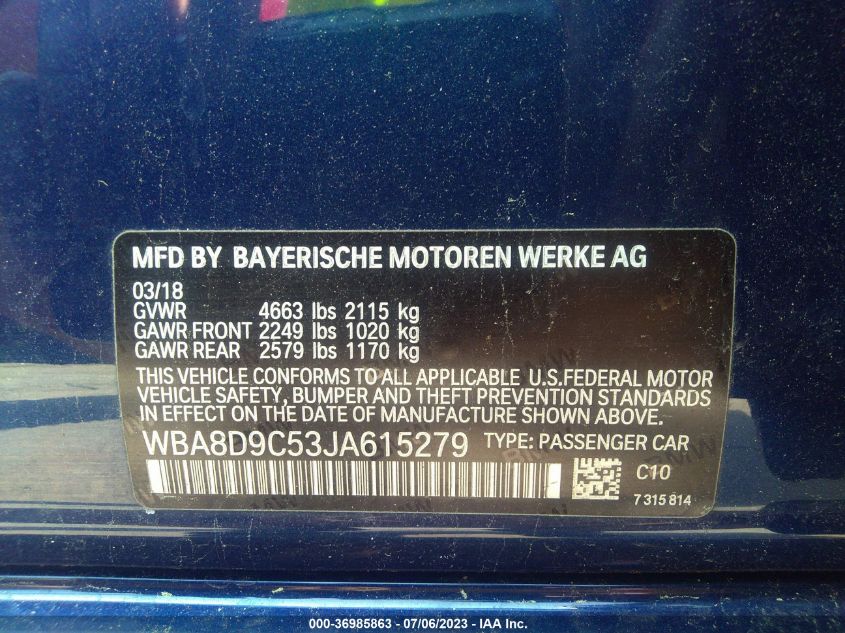 MFD BY BAYERISCHE MOTOREN WERKE AG
03/18
GVWR 4663 lbs 2115 kg
GAWR FRONT 2249 lbs 1020 kg
GAWR REAR 2579 lbs 1170 kg
THIS VEHICLE CONFORMS TO ALL APPLICABLE U.S.FEDERAL MOTOR
VEHICLE SAFETY, BUMPER AND THEFT PREVENTION STANDARDS
IN EFFECT ON THE DATE OF MANUFACTURE SHOWN ABOVE.
WBA8D9C53JA615279 TYPE: PASSENGER CAR
C10
7 315 814
000-36985863 - 07/06/2023 - IAA Inc.